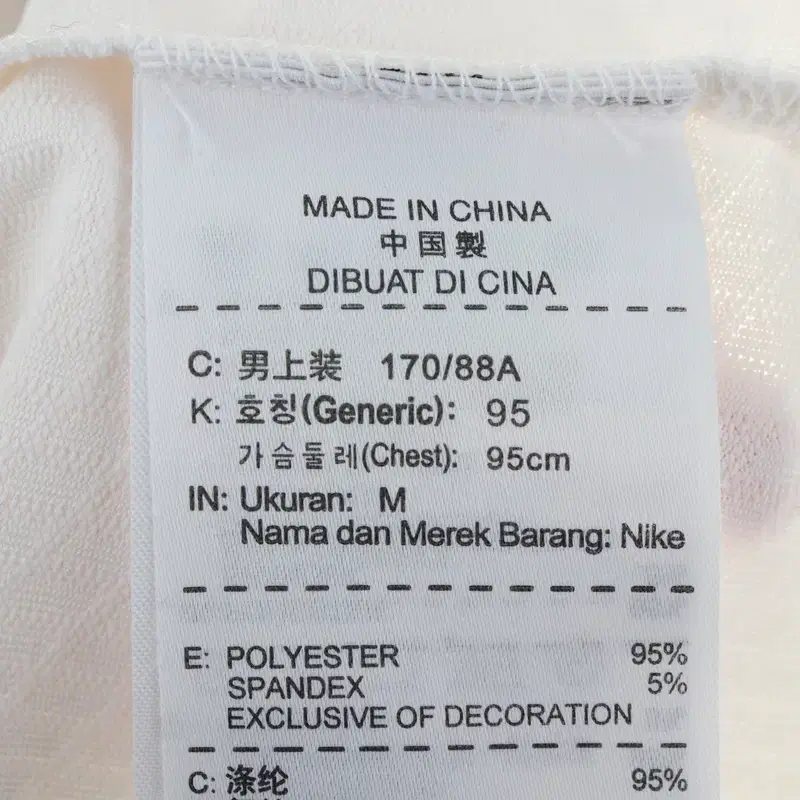 MADE IN CHINA
中国製
DIBUAT DI CINA
C: 男上装 170/88A
K: 호칭(Generic): 95
가슴둘레(Chest): 95cm
IN: Ukuran: M
Nama dan Merek Barang: Nike
E: POLYESTER 95%
SPANDEX 5%
EXCLUSIVE OF DECORATION
C: 涤纶 95%